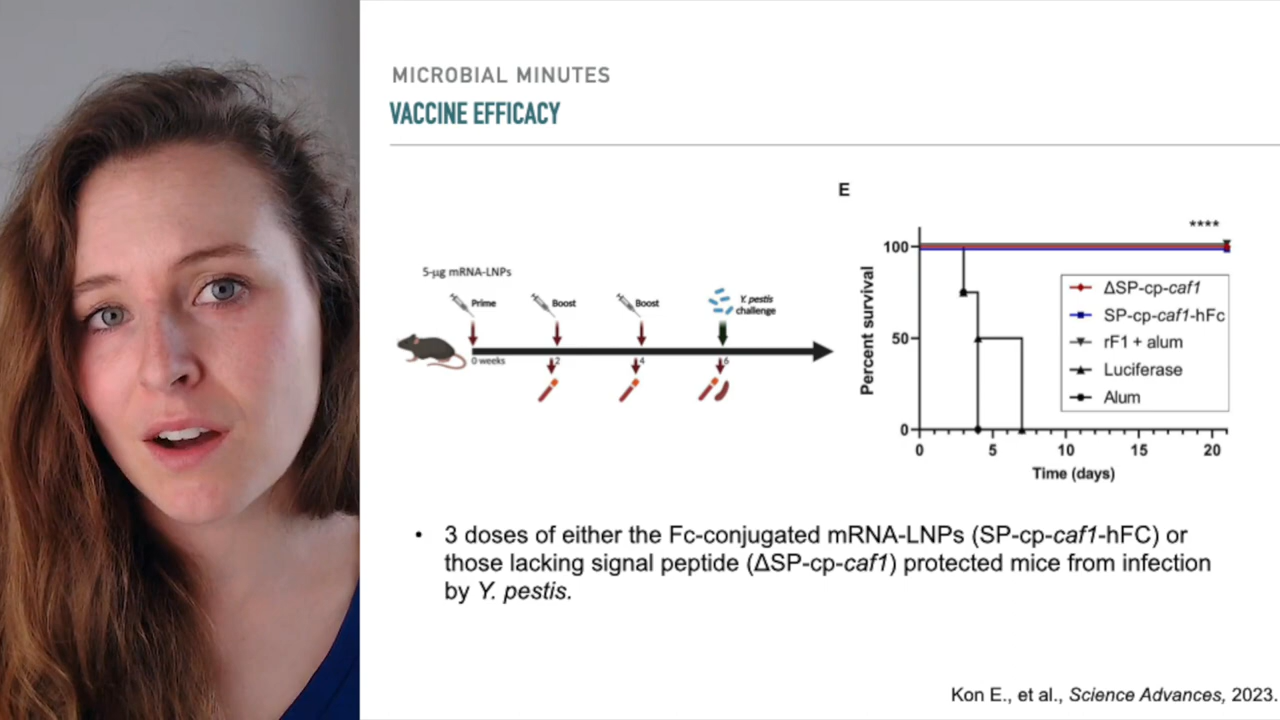 MICROBIAL MINUTES
VACCINE EFFICACY
5-µg mRNA-LNPs
Prime
Boost
Boost
Y. pestis
challenge
0 weeks
2
4
6
E
****
100
50
0
Percent survival
0
5
10
15
20
Time (days)
ΔSP-cp-caf1
SP-cp-caf1-hFc
rF1 + alum
Luciferase
Alum
• 3 doses of either the Fc-conjugated mRNA-LNPs (SP-cp-caf1-hFC) or
those lacking signal peptide (ΔSP-cp-caf1) protected mice from infection
by Y. pestis.
Kon E., et al., Science Advances, 2023.